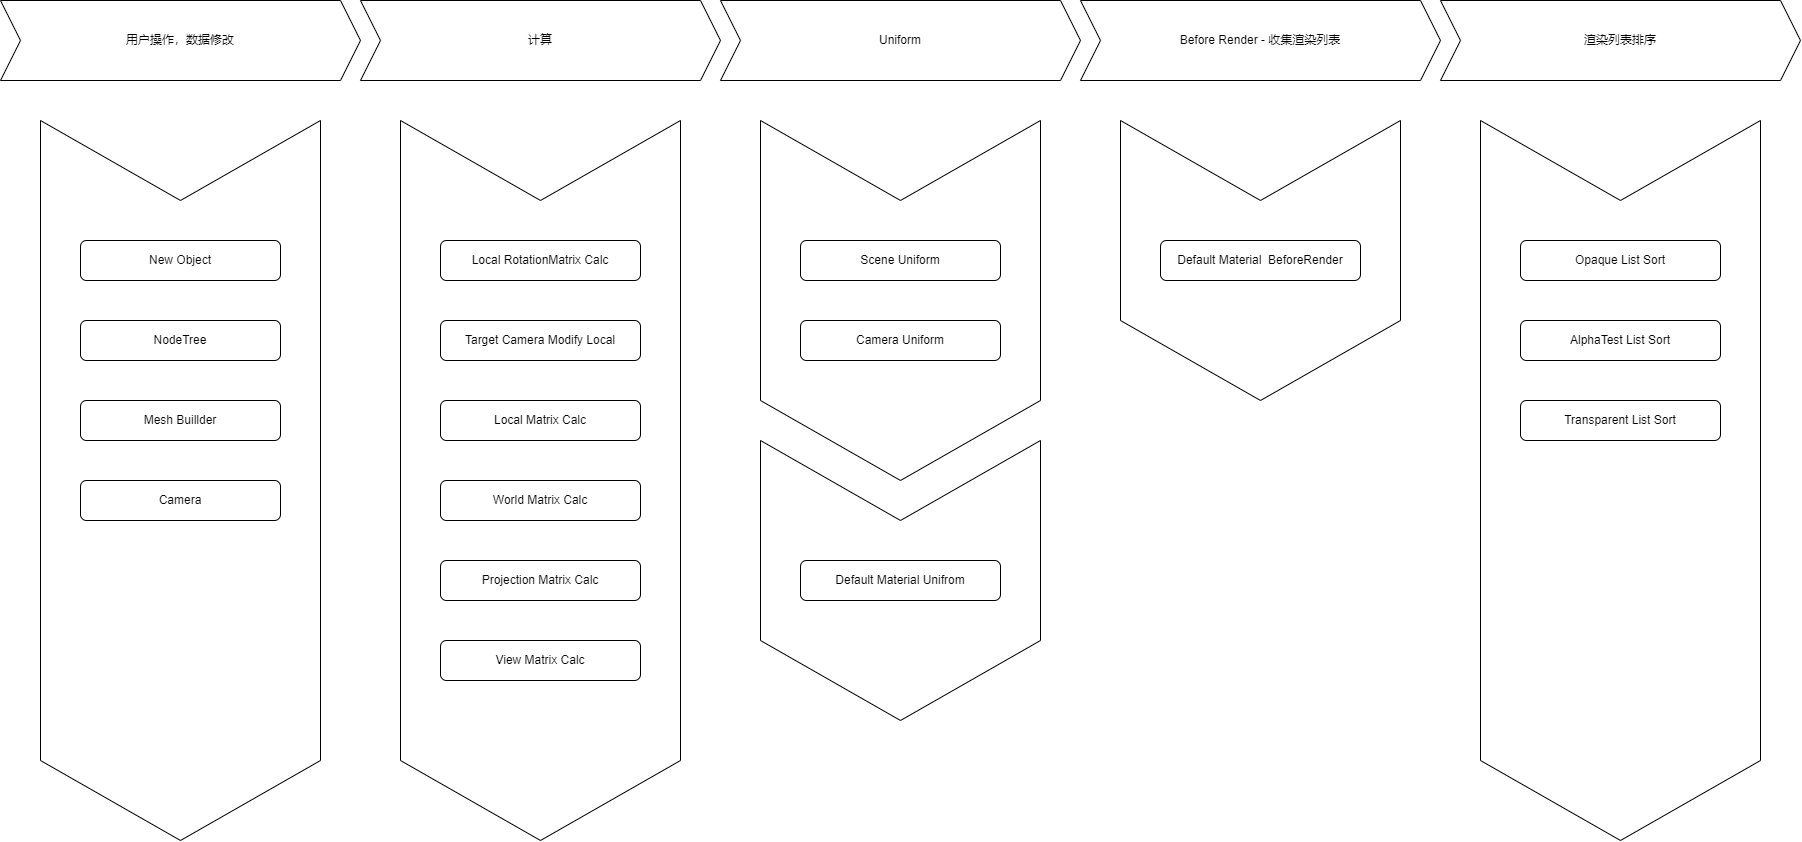 用户操作，数据修改
计算
Uniform
Before Render - 收集渲染列表
渲染列表排序
New Object
NodeTree
Mesh Buillder
Camera
Local RotationMatrix Calc
Target Camera Modify Local
Local Matrix Calc
World Matrix Calc
Projection Matrix Calc
View Matrix Calc
Scene Uniform
Camera Uniform
Default Material Unifrom
Default Material  BeforeRender
Opaque List Sort
AlphaTest List Sort
Transparent List Sort